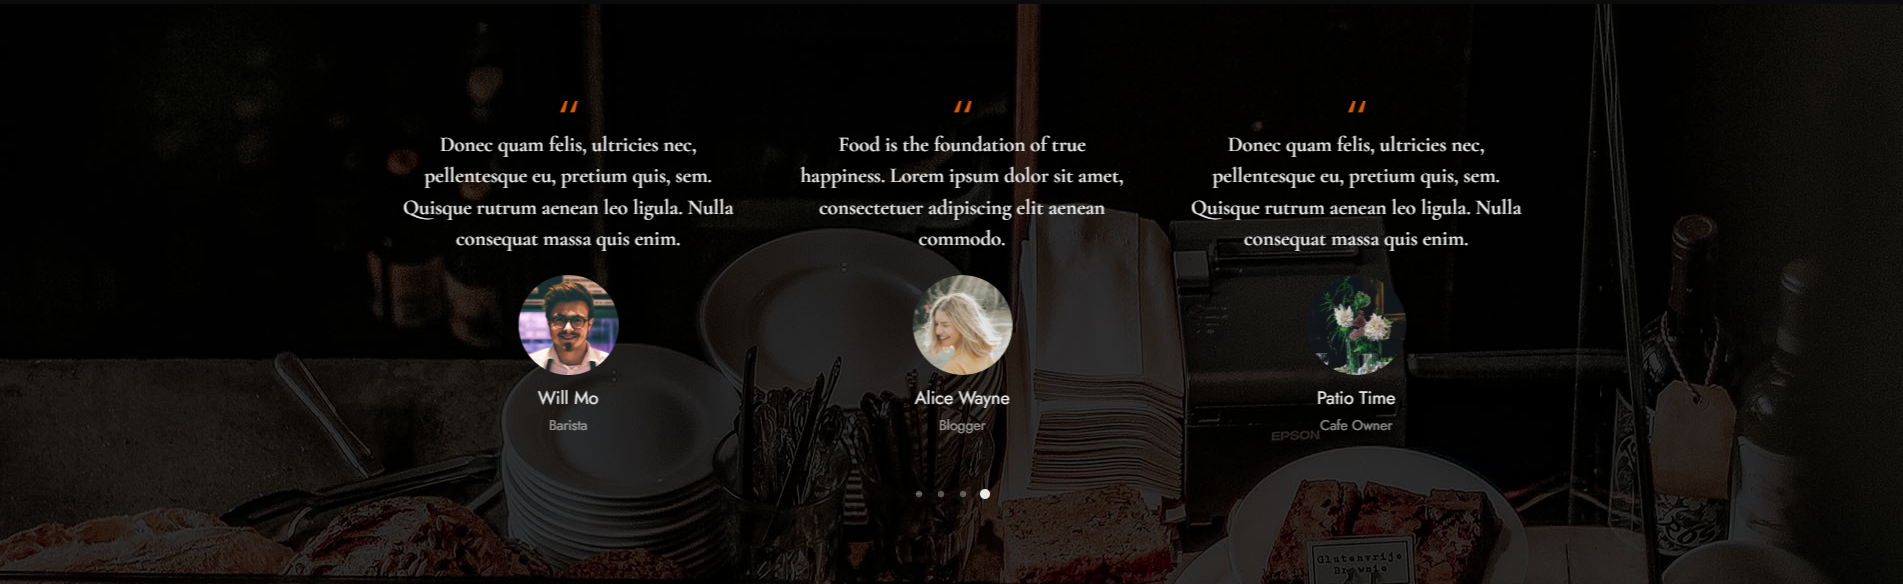 “
Donec quam felis, ultricies nec,
pellentesque eu, pretium quis, sem.
Quisque rutrum aenean leo ligula. Nulla
consequat massa quis enim.
Will Mo
Barista
“
Food is the foundation of true
happiness. Lorem ipsum dolor sit amet,
consectetuer adipiscing elit aenean
commodo.
Alice Wayne
Blogger
“
Donec quam felis, ultricies nec,
pellentesque eu, pretium quis, sem.
Quisque rutrum aenean leo ligula. Nulla
consequat massa quis enim.
Patio Time
Cafe Owner
EPSON
Glutenvrije
Brownie